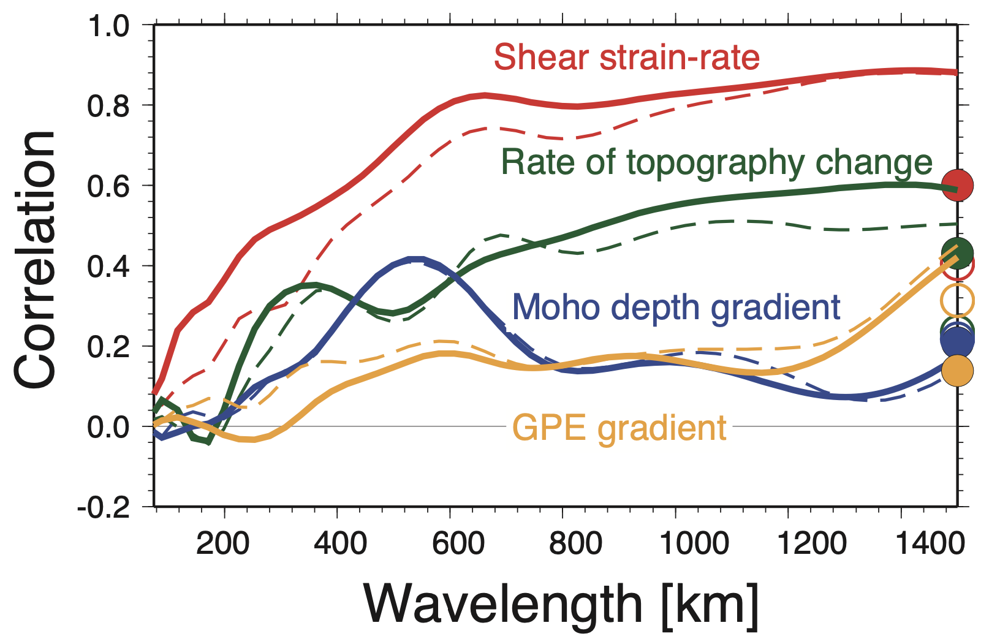 1.0
0.8
0.6
0.4
0.2
0.0
-0.2
Correlation
Shear strain-rate
Rate of topography change
Moho depth gradient
GPE gradient
200 400 600 800 1000 1200 1400
Wavelength [km]